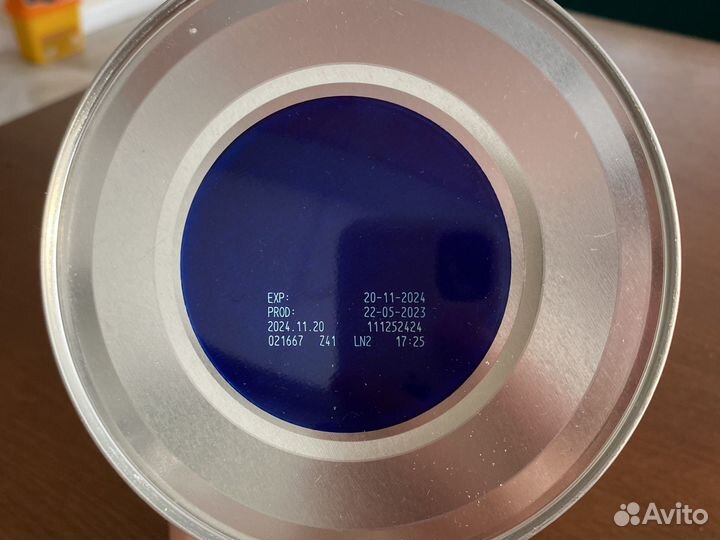 EXP: 20-11-2024
PROD: 22-05-2023
2024.11.20 111252424
021667 Z41 LN2 17:25
Avito